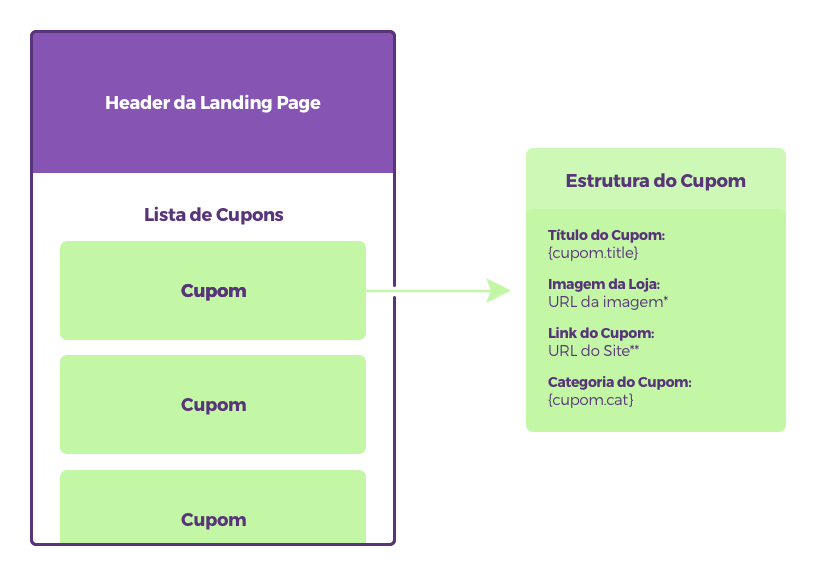 Header da Landing Page
Lista de Cupons
Cupom
Cupom
Cupom
Estrutura do Cupom
Título do Cupom:
{cupom.title}
Imagem da Loja:
URL da imagem*
Link do Cupom:
URL do Site**
Categoria do Cupom:
{cupom.cat}